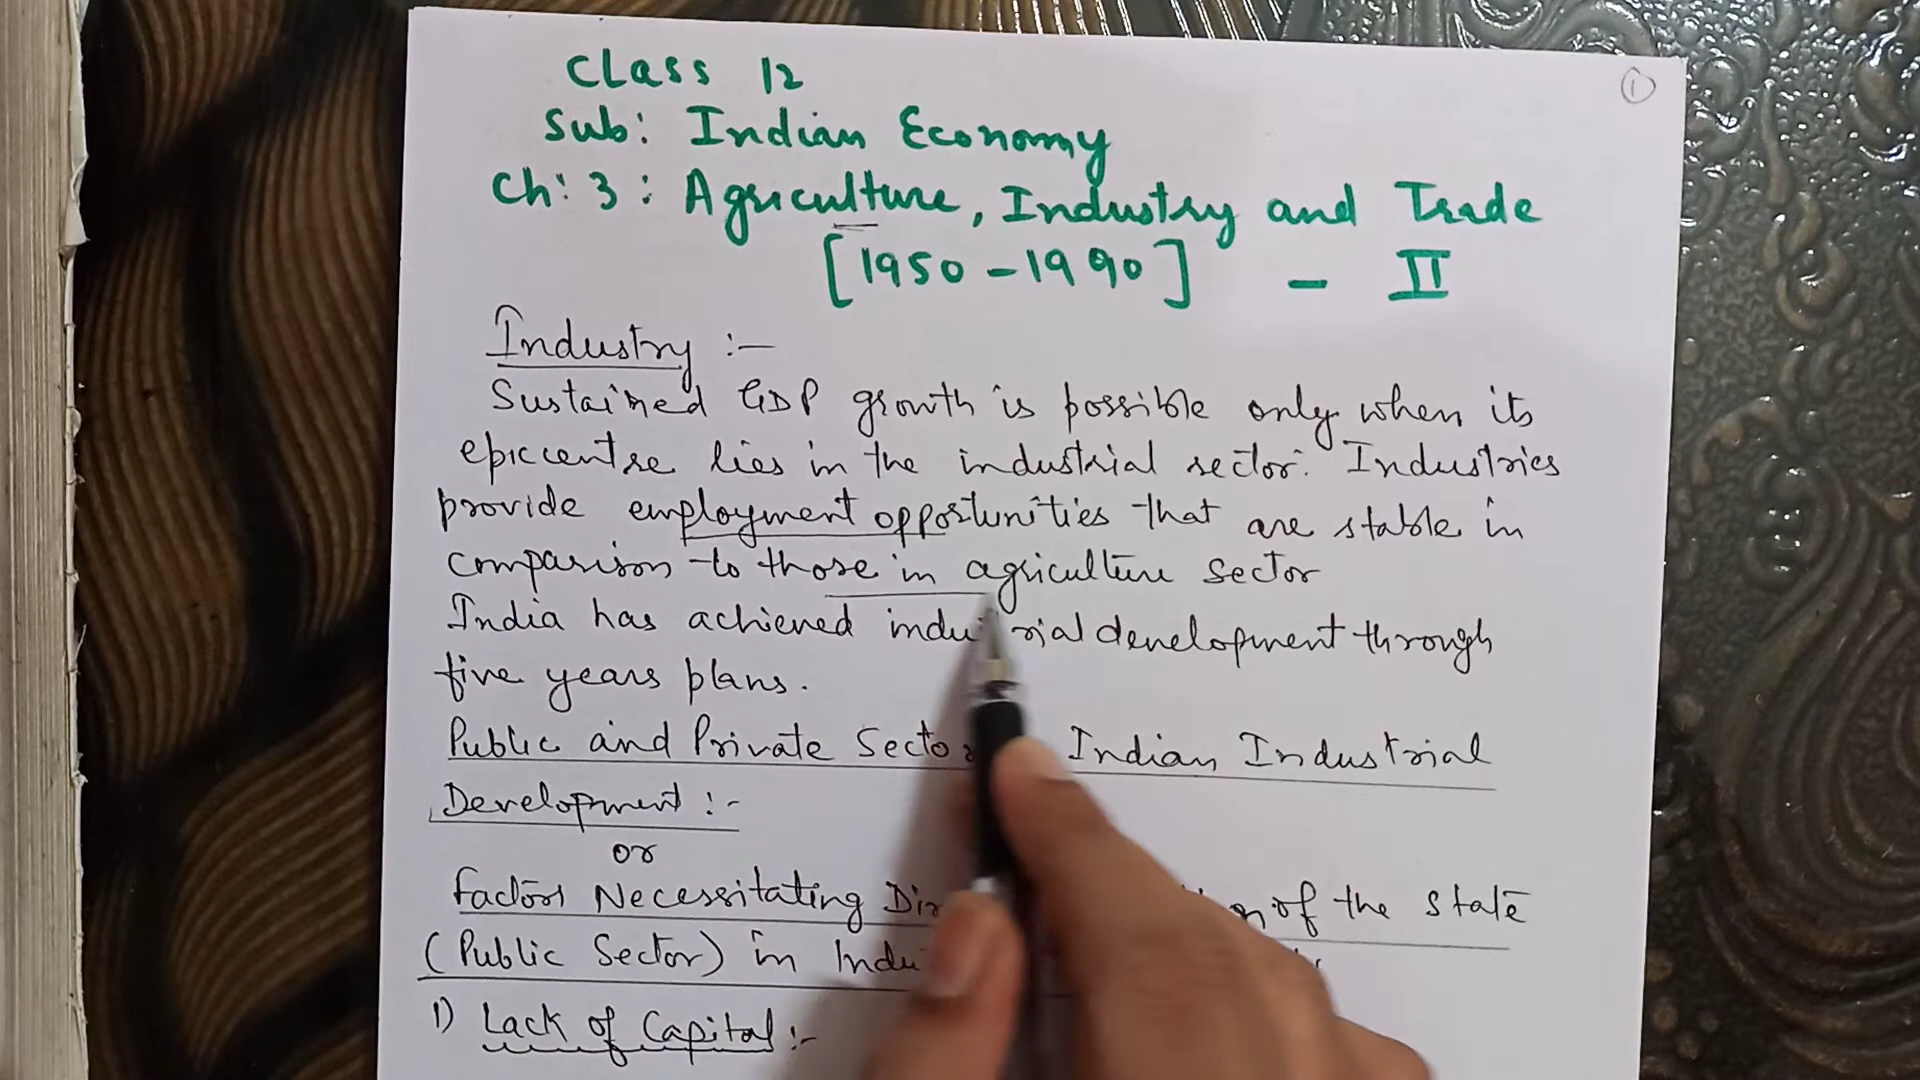 ①
Class 12
Sub: Indian Economy
Ch: 3: Agriculture, Industry and Trade
[1950-1990] - II
Industry :-
Sustained GDP growth is possible only when its
epiccentre lies in the industrial sector. Industries
provide employment opportunities that are stable in
comparison to those in agriculture sector
India has achieved industrial development through
five years plans.
Public and Private Sector Indian Industrial
Development :-
or
Factors Necessitating of the state
(Public Sector) in
1) Lack of Capital :-